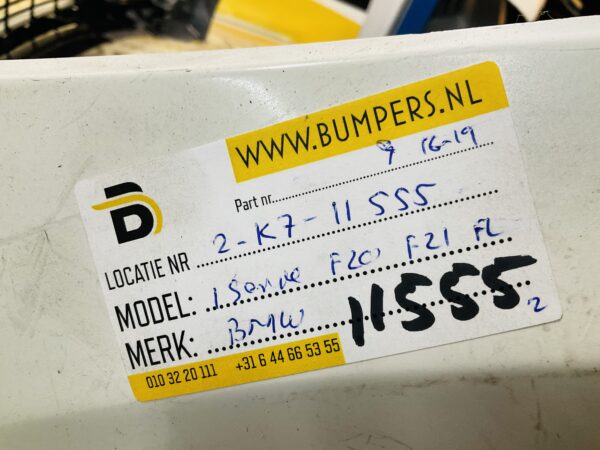 WWW.BUMPERS.NL
16-19
Part nr
LOCATIE NR 2-K7-11555
MODEL: 1 Serie F20 F21 FL
MERK: BMW 11555
2
010 32 20 111 +31 6 44 66 53 55